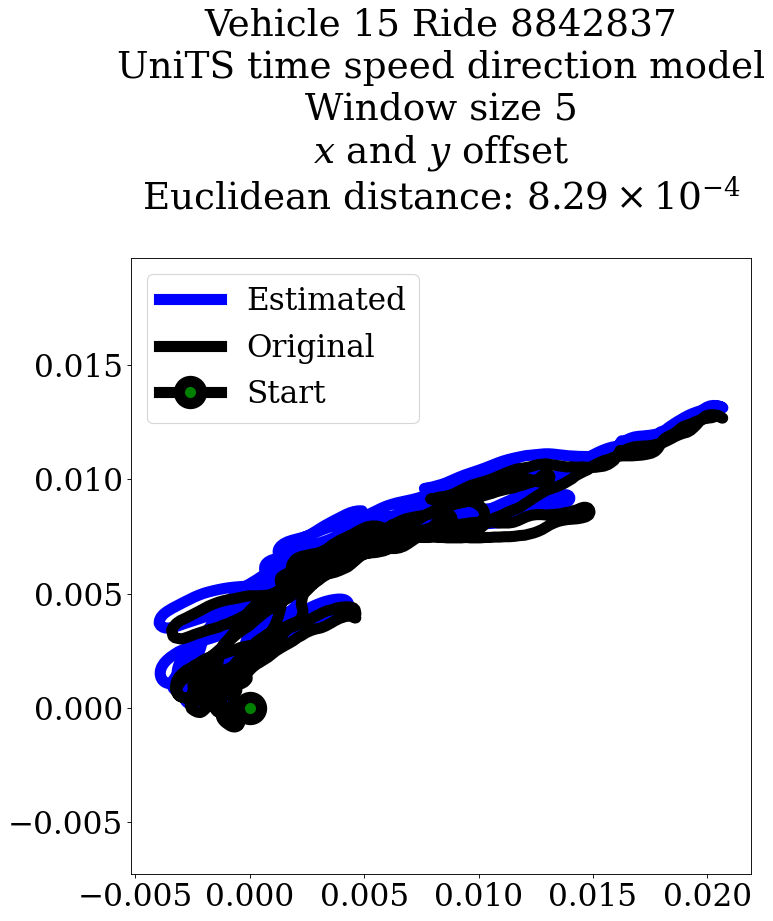 Vehicle 15 Ride 8842837
UniTS time speed direction model
Window size 5
x and y offset
Euclidean distance: 8.29 × 10⁻⁴
Estimated
Original
Start
0.015
0.010
0.005
0.000
−0.005
−0.005 0.000 0.005 0.010 0.015 0.020